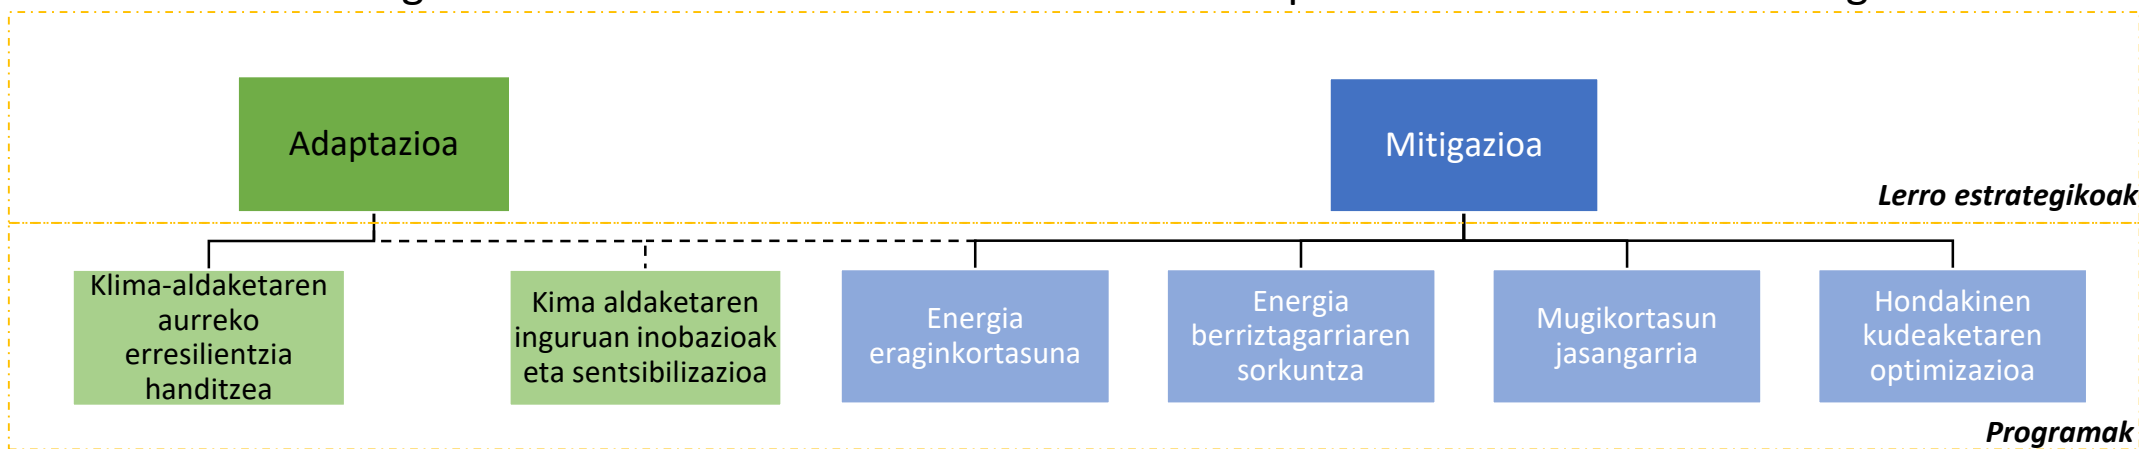 Adaptazioa
Mitigazioa
Lerro estrategikoak
Klima-aldaketaren
aurreko
erresilientzia
handitzea
Kima aldaketaren
inguruan inobazioak
eta sentsibilizazioa
Energia
eraginkortasuna
Energia
berriztagarriaren
sorkuntza
Mugikortasun
jasangarria
Hondakinen
kudeaketaren
optimizazioa
Programak